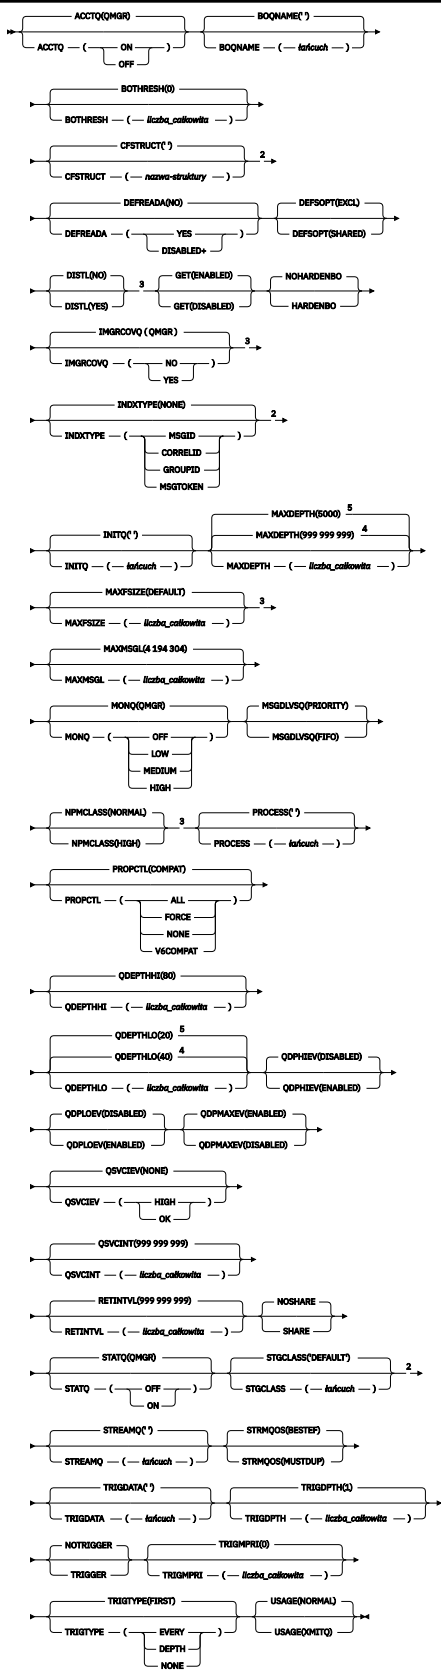 ACCTQ(QMGR) BOQNAME(' ')
ACCTQ ( ON ) BOQNAME ( łańcuch )
OFF
BOTHRESH(0)
BOTHRESH ( liczba_całkowita )
CFSTRUCT(' ') 2
CFSTRUCT ( nazwa-struktury )
DEFREADA(NO) DEFSOPT(EXCL)
DEFREADA ( YES ) DEFSOPT(SHARED)
DISABLED+
DISTL(NO) 3 GET(ENABLED) NOHARDENBO
DISTL(YES) GET(DISABLED) HARDENBO
IMGRCOVQ ( QMGR ) 3
IMGRCOVQ ( NO )
YES
INDXTYPE(NONE) 2
INDXTYPE ( MSGID )
CORRELID
GROUPID
MSGTOKEN
MAXDEPTH(5000) 5
INITQ(' ') MAXDEPTH(999 999 999) 4
INITQ ( łańcuch ) MAXDEPTH ( liczba_całkowita )
MAXFSIZE(DEFAULT) 3
MAXFSIZE ( liczba_całkowita )
MAXMSGL(4 194 304)
MAXMSGL ( liczba_całkowita )
MONQ(QMGR) MSGDLVSQ(PRIORITY)
MONQ ( OFF ) MSGDLVSQ(FIFO)
LOW
MEDIUM
HIGH
NPMCLASS(NORMAL) 3 PROCESS(' ')
NPMCLASS(HIGH) PROCESS ( łańcuch )
PROPCTL(COMPAT)
PROPCTL ( ALL )
FORCE
NONE
V6COMPAT
QDEPTHHI(80)
QDEPTHHI ( liczba_całkowita )
QDEPTHLO(20) 5
QDEPTHLO(40) 4 QDPHIEV(DISABLED)
QDEPTHLO ( liczba_całkowita ) QDPHIEV(ENABLED)
QDPLOEV(DISABLED) QDPMAXEV(ENABLED)
QDPLOEV(ENABLED) QDPMAXEV(DISABLED)
QSVCIEV(NONE)
QSVCIEV ( HIGH )
OK
QSVCINT(999 999 999)
QSVCINT ( liczba_całkowita )
RETINTVL(999 999 999) NOSHARE
RETINTVL ( liczba_całkowita ) SHARE
STATQ(QMGR) STGCLASS('DEFAULT') 2
STATQ ( OFF ) STGCLASS ( łańcuch )
ON
STREAMQ(' ') STRMQOS(BESTEF)
STREAMQ ( łańcuch ) STRMQOS(MUSTDUP)
TRIGDATA(' ') TRIGDPTH(1)
TRIGDATA ( łańcuch ) TRIGDPTH ( liczba_całkowita )
NOTRIGGER TRIGMPRI(0)
TRIGGER TRIGMPRI ( liczba_całkowita )
TRIGTYPE(FIRST) USAGE(NORMAL)
TRIGTYPE ( EVERY ) USAGE(XMITQ)
DEPTH
NONE